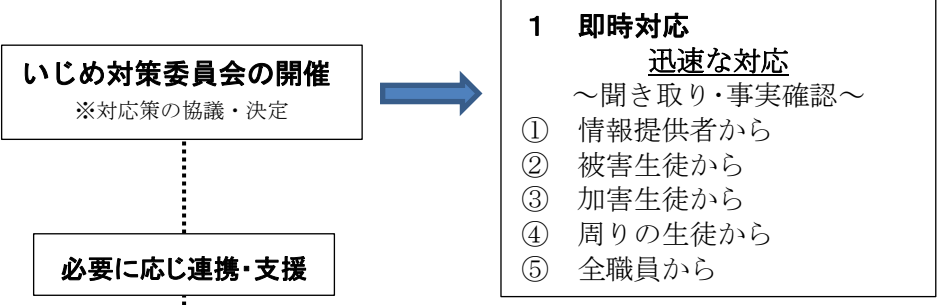 いじめ対策委員会の開催
※対応策の協議・決定
必要に応じ連携・支援
1 即時対応
迅速な対応
～聞き取り・事実確認～
① 情報提供者から
② 被害生徒から
③ 加害生徒から
④ 周りの生徒から
⑤ 全職員から